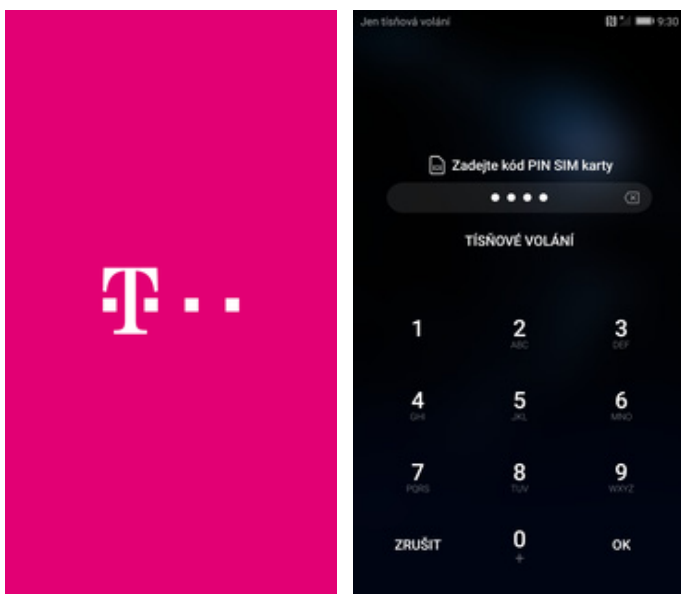 T
Jen tísňová volání
9:30
Zadejte kód PIN SIM karty
TÍSŇOVÉ VOLÁNÍ
1 2 3
ABC DEF
4 5 6
GHI JKL MNO
7 8 9
PQRS TUV WXYZ
ZRUŠIT 0 OK
+